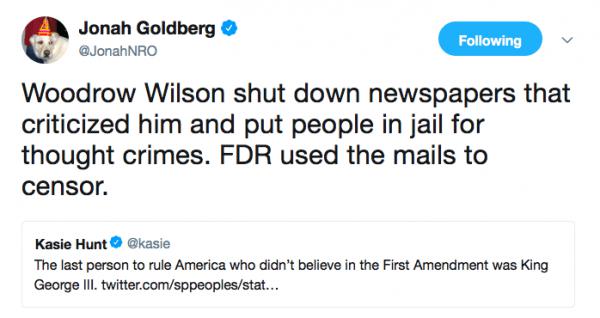 Jonah Goldberg
@JonahNRO
Following
Woodrow Wilson shut down newspapers that
criticized him and put people in jail for
thought crimes. FDR used the mails to
censor.
Kasie Hunt @kasie
The last person to rule America who didn't believe in the First Amendment was King
George III. twitter.com/sppeoples/stat…